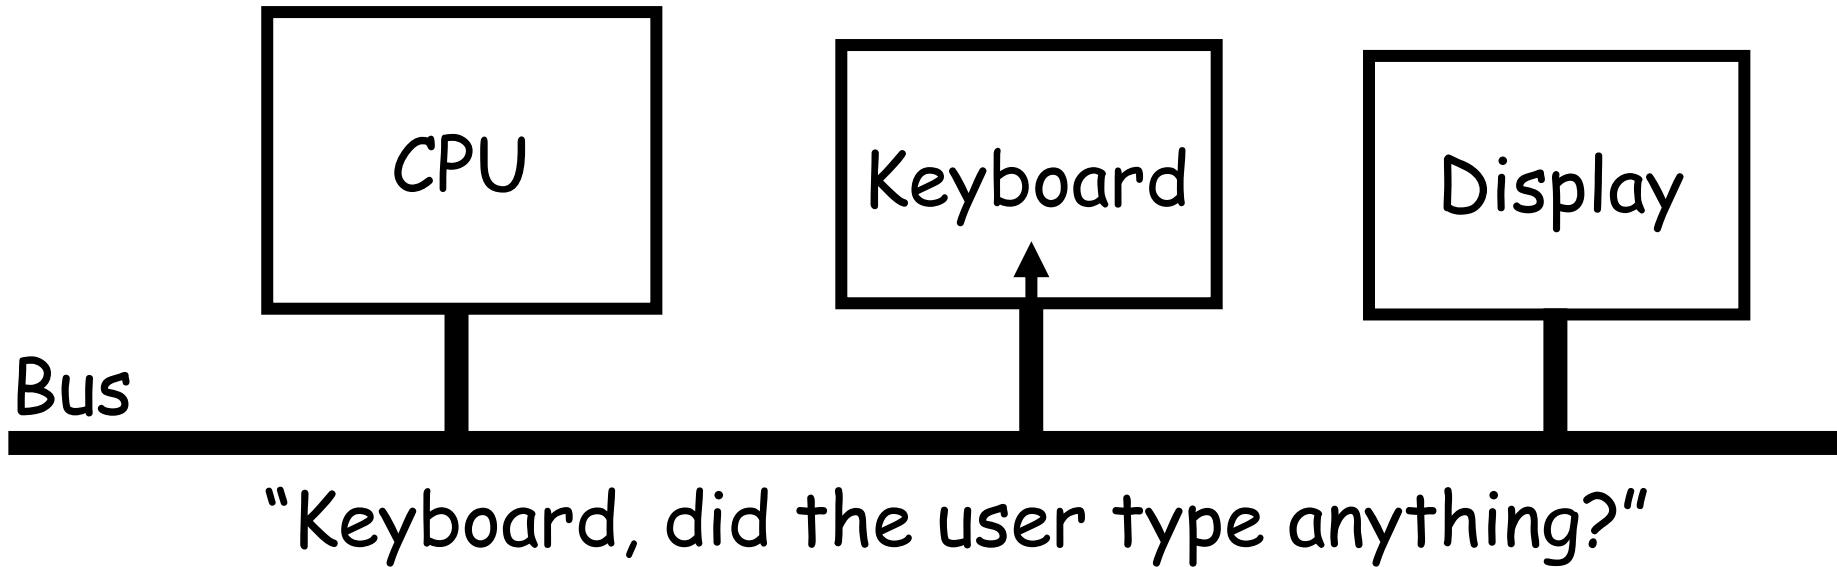 CPU
Keyboard
Display
Bus
“Keyboard, did the user type anything?”